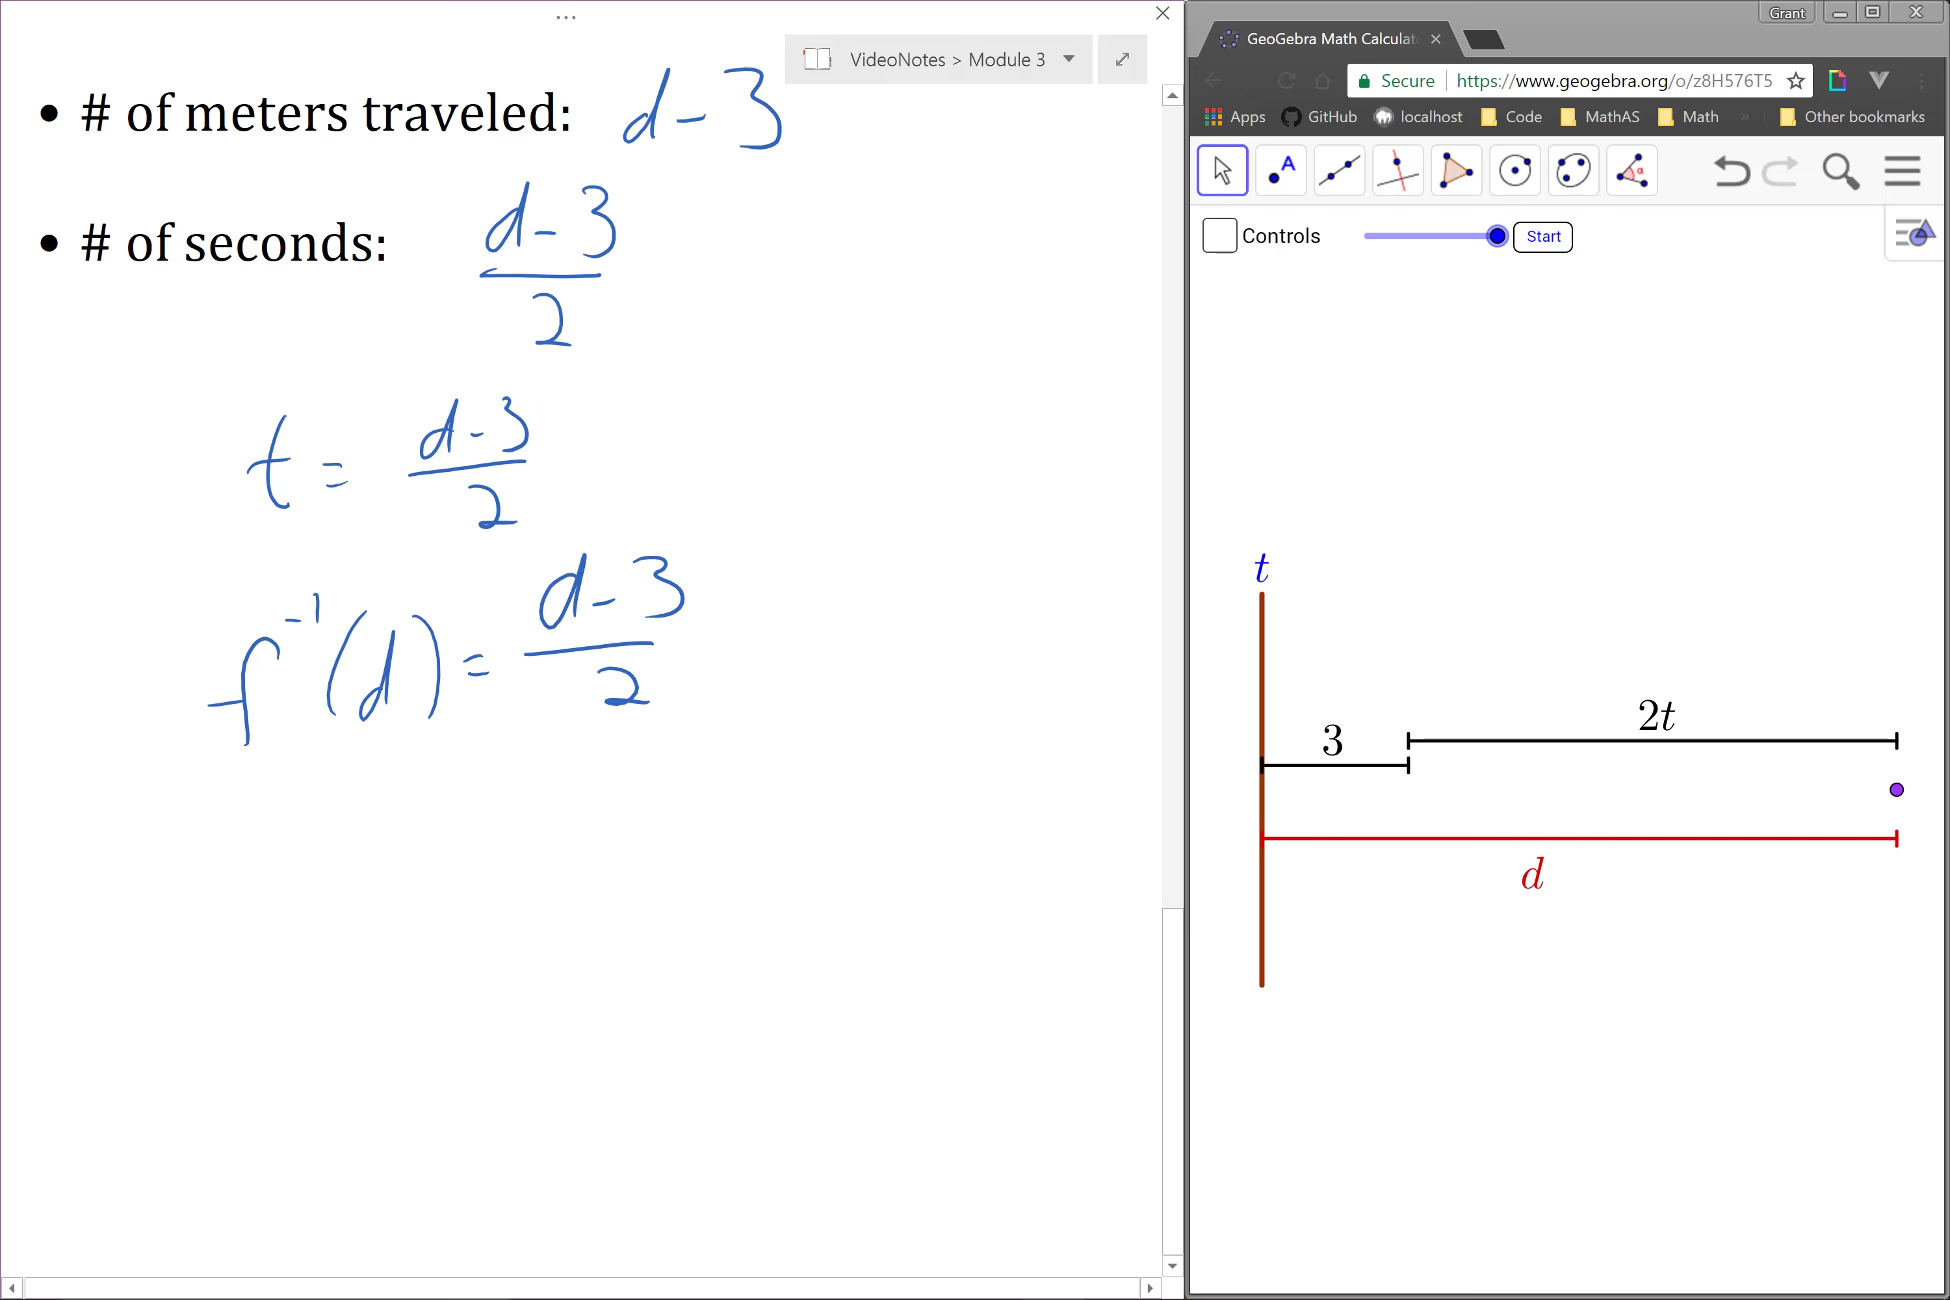 VideoNotes > Module 3
• # of meters traveled: d - 3
• # of seconds: (d - 3)/2
t = (d - 3)/2
f⁻¹(d) = (d - 3)/2
Grant
GeoGebra Math Calculat
Secure https://www.geogebra.org/o/z8H576T5
Apps GitHub localhost Code MathAS Math » Other bookmarks
A
α
Controls Start
t
3 2t
d